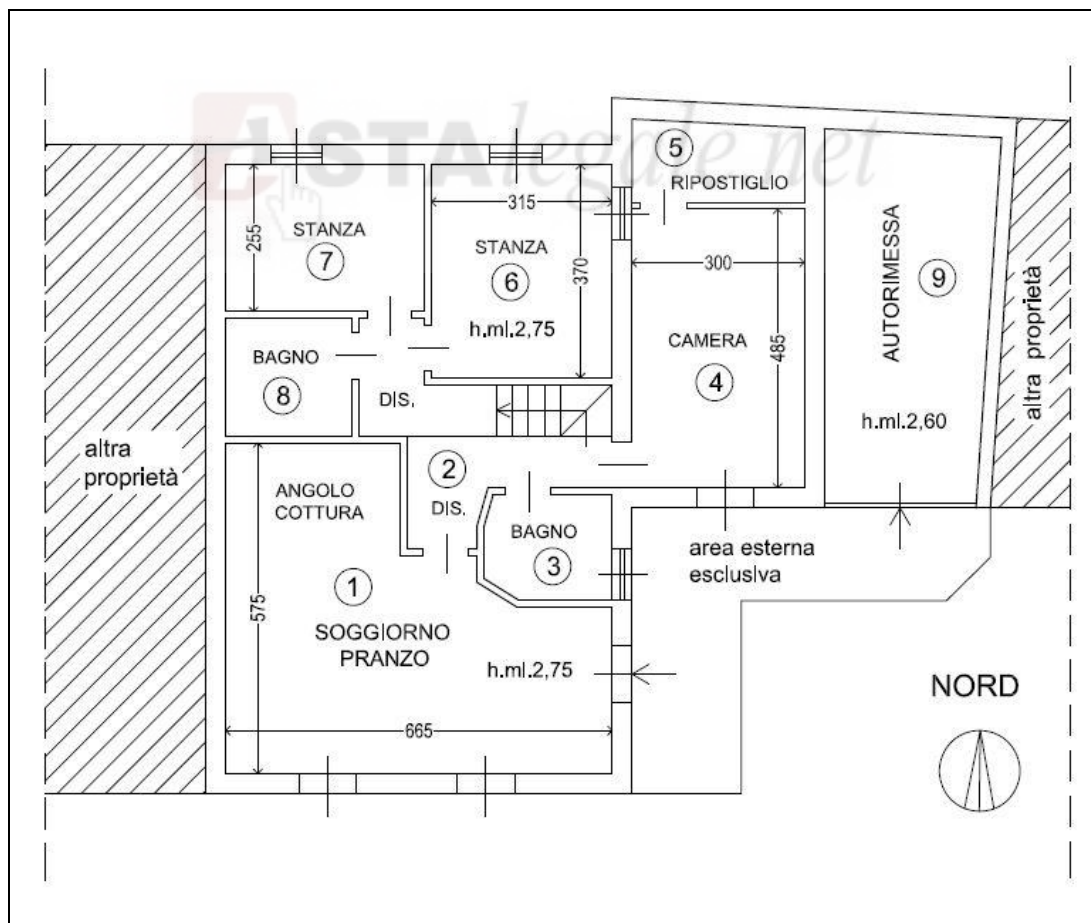 ASTAlegale.net
5
RIPOSTIGLIO
315
STANZA
7
255
STANZA
6
370
h.ml.2,75
300
CAMERA
4
485
AUTORIMESSA
9
h.ml.2,60
altra proprietà
BAGNO
8
DIS.
altra
proprietà
ANGOLO
COTTURA
2
DIS.
BAGNO
3
area esterna
esclusiva
1
575
SOGGIORNO
PRANZO
h.ml.2,75
665
NORD